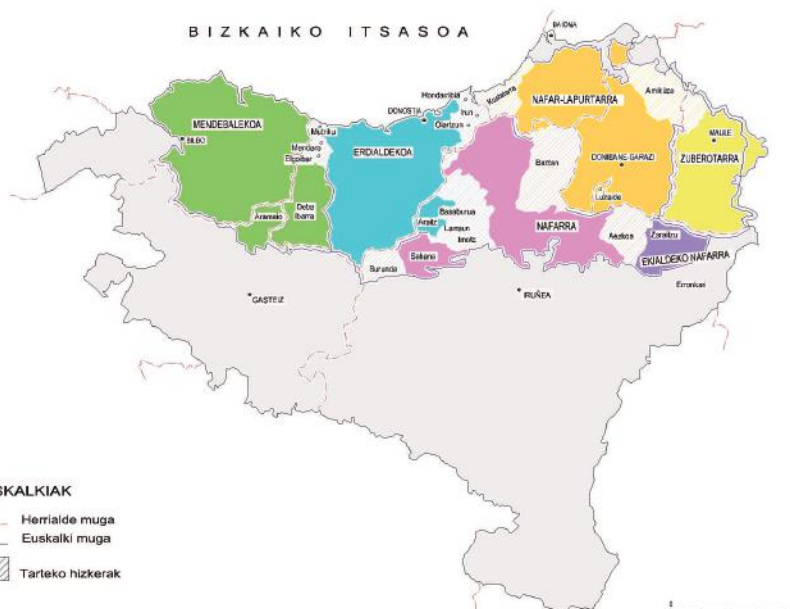 BIZKAIKO ITSASOA
BAIONA
Hondarribia
Kostatarra
NAFAR-LAPURTARRA
Amikuze
DONOSTIA
Irun
Oiartzun
MENDEBALEKOA
BILBO
Mutriku
Mendaro
Elgoibar
ERDIALDEKOA
Baztan
DONIBANE-GARAZI
MAULE
ZUBEROTARRA
Luzaide
Aramaio
Deba
Ibarra
Basaburua
Araitz
Larraun
Imotz
NAFARRA
Aezkoa
Zaraitzu
Burunda
Sakana
EKIALDEKO NAFARRA
Erronkari
GASTEIZ
IRUÑEA
SKALKIAK
Herrialde muga
Euskalki muga
Tarteko hizkerak